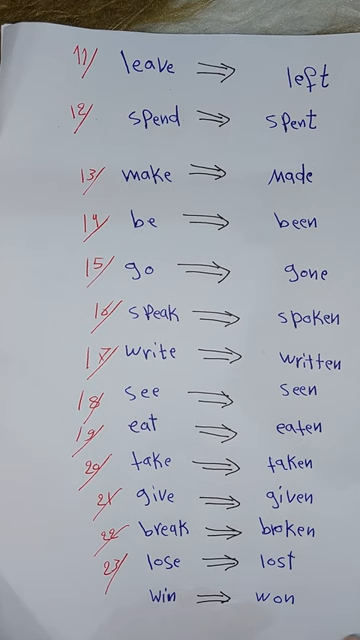 11/ leave ⇒ left
12/ spend ⇒ spent
13/ make ⇒ made
14/ be ⇒ been
15/ go ⇒ gone
16/ speak ⇒ spoken
17/ write ⇒ written
18/ see ⇒ seen
19/ eat ⇒ eaten
20/ take ⇒ taken
21/ give ⇒ given
22/ break ⇒ broken
23/ lose ⇒ lost
win ⇒ won